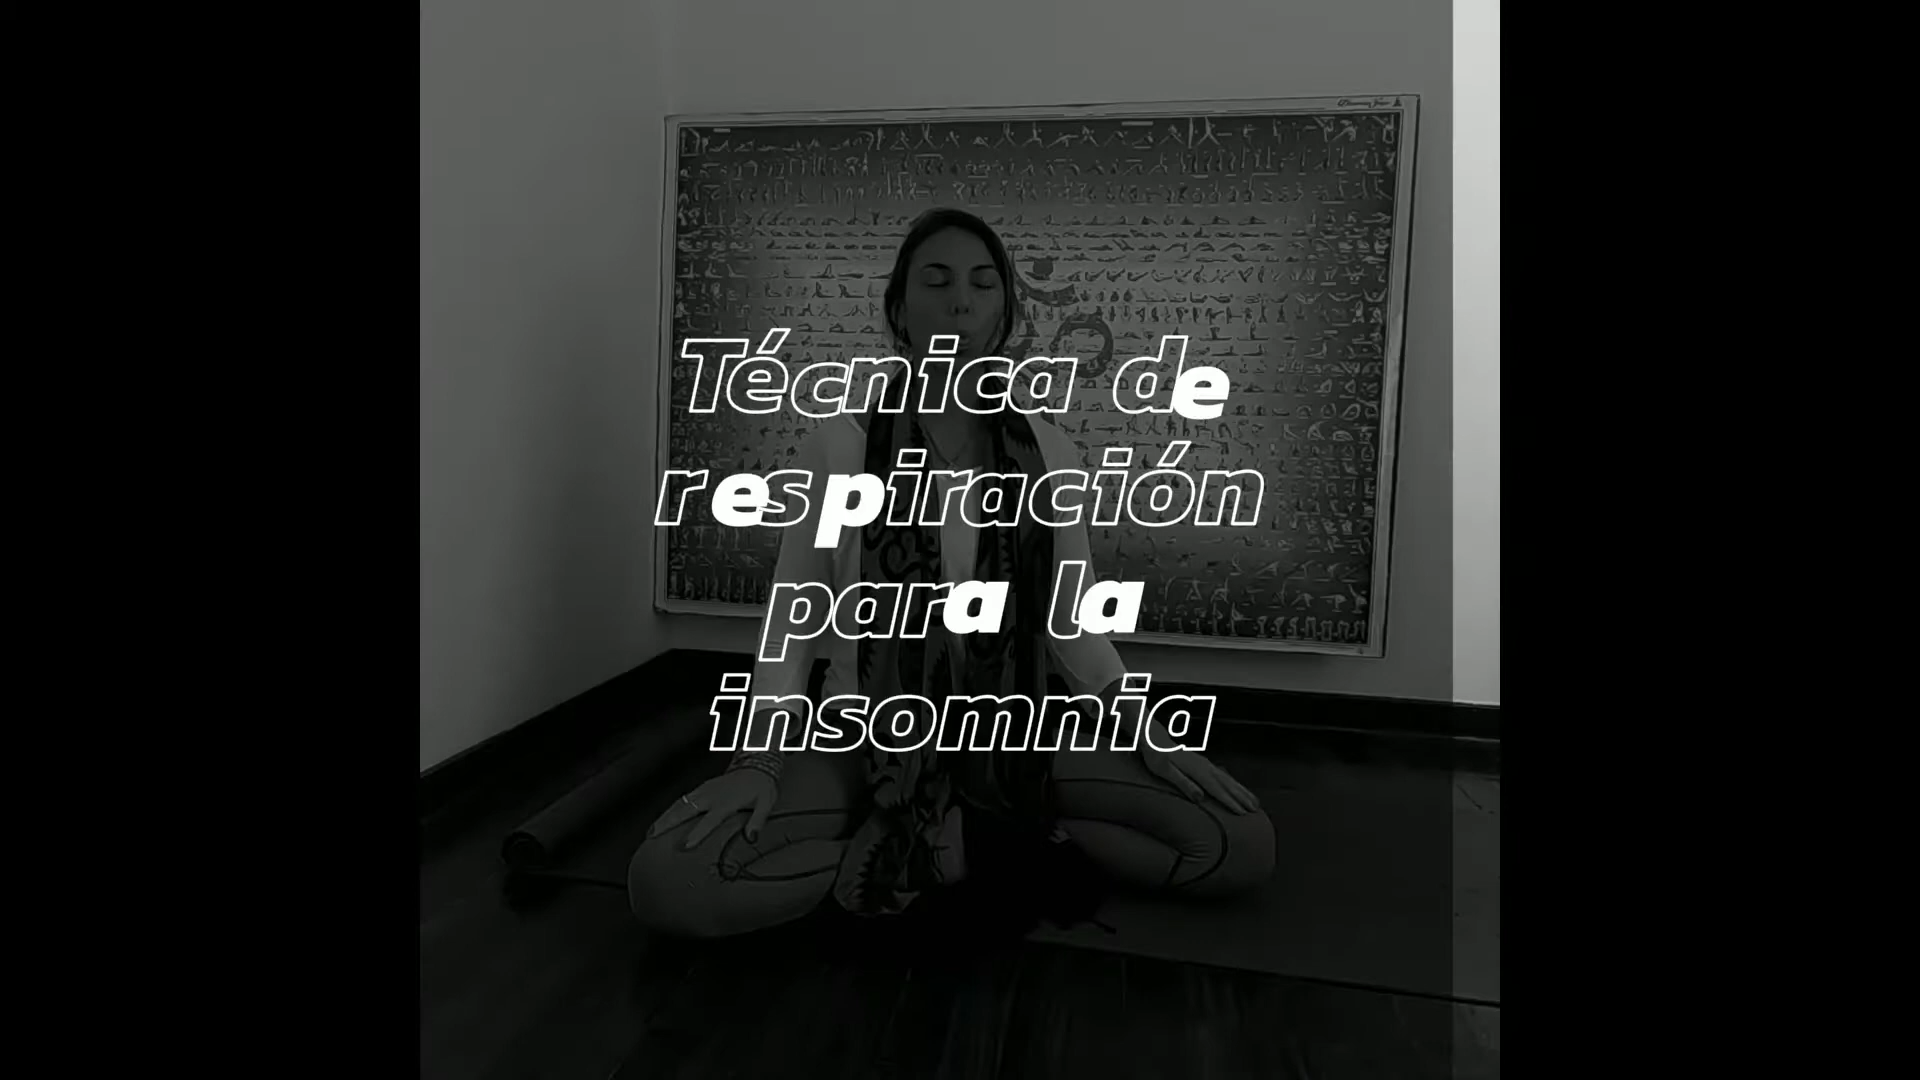 Técnica de
respiración
para la
insomnia